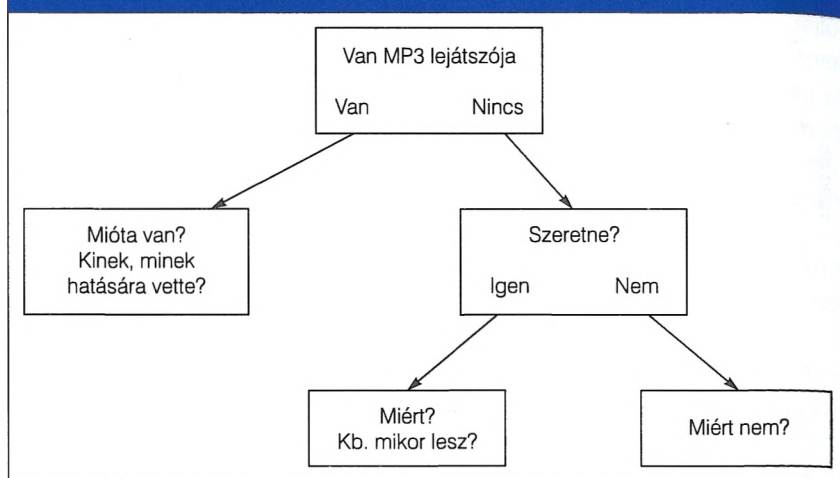 Van MP3 lejátszója
Van Nincs
Mióta van?
Kinek, minek
hatására vette?
Szeretne?
Igen Nem
Miért?
Kb. mikor lesz?
Miért nem?